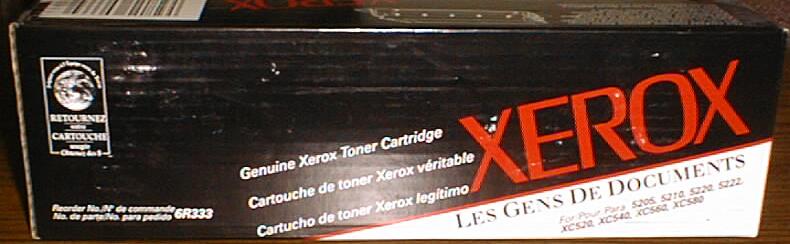 RETOURNEZ
votre
CARTOUCHE
Genuine Xerox Toner Cartridge
Cartouche de toner Xerox véritable
Cartucho de toner Xerox legítimo
XEROX
LES GENS DE DOCUMENTS
For Pour Para 5205, 5210, 5220, 5222,
XC520, XC540, XC560, XC580
Reorder No./Nº de commande
No. de parte/No. para pedido 6R333